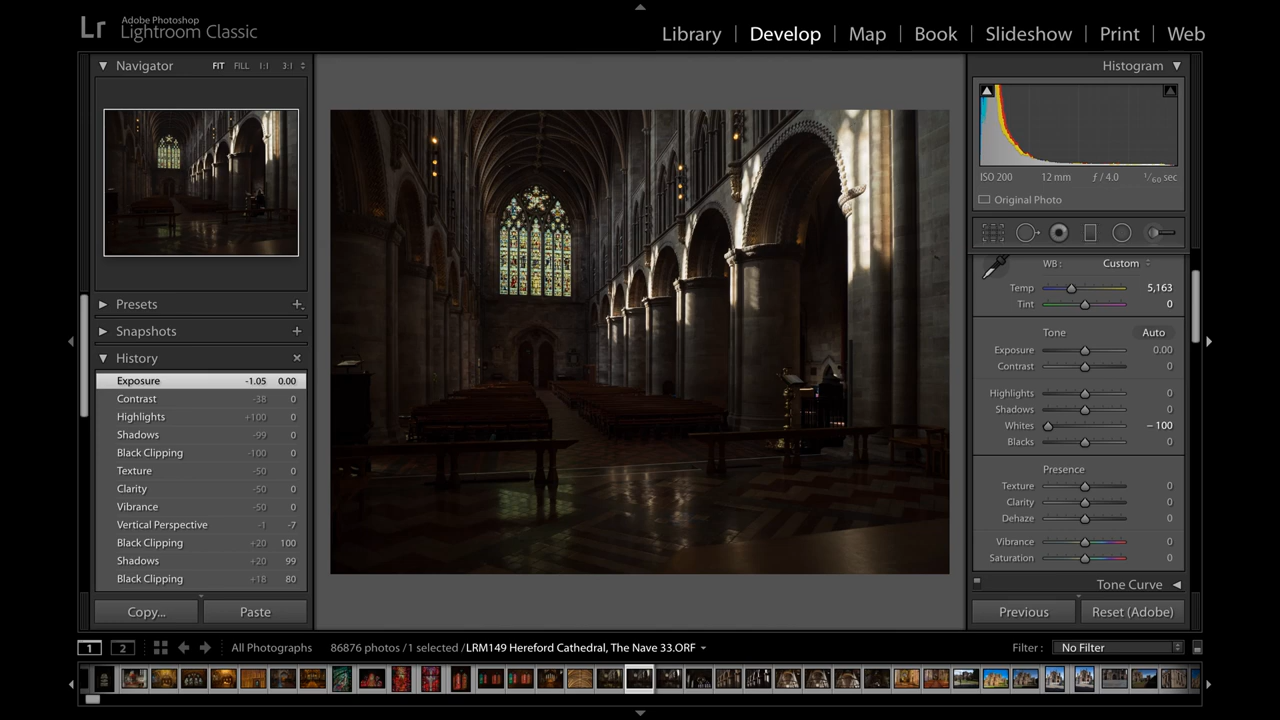 Lr Adobe Photoshop
Lightroom Classic
Library | Develop | Map | Book | Slideshow | Print | Web
Navigator FIT FILL 1:1 3:1
Histogram
ISO 200 12 mm ƒ / 4.0 1/60 sec
Original Photo
WB : Custom
Temp 5,163
Tint 0
Tone Auto
Exposure 0.00
Contrast 0
Highlights 0
Shadows 0
Whites – 100
Blacks 0
Presence
Texture 0
Clarity 0
Dehaze 0
Vibrance 0
Saturation 0
Tone Curve
Previous Reset (Adobe)
Presets +
Snapshots +
History ×
Exposure -1.05 0.00
Contrast -38 0
Highlights +100 0
Shadows -99 0
Black Clipping -100 0
Texture -50 0
Clarity -50 0
Vibrance -50 0
Vertical Perspective -1 -7
Black Clipping +20 100
Shadows +20 99
Black Clipping +18 80
Copy... Paste
1 2 All Photographs 86876 photos / 1 selected / LRM149 Hereford Cathedral, The Nave 33.ORF Filter : No Filter